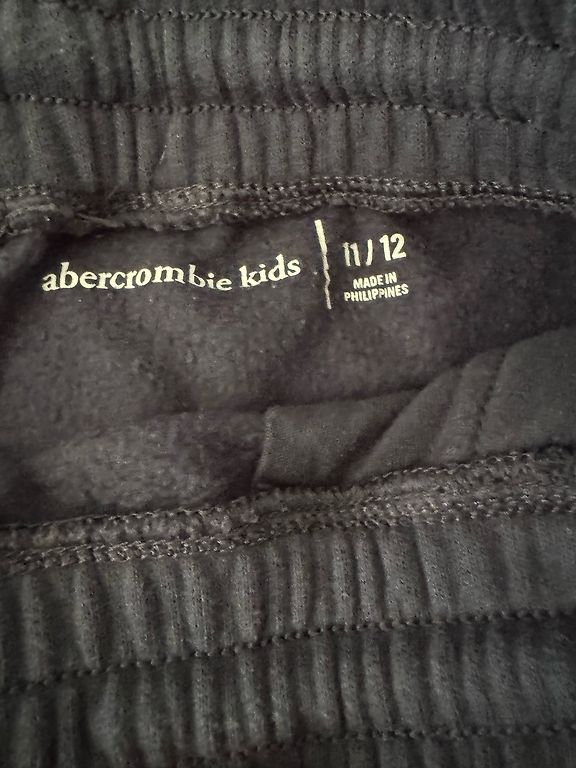 abercrombie kids
11/12
MADE IN
PHILIPPINES